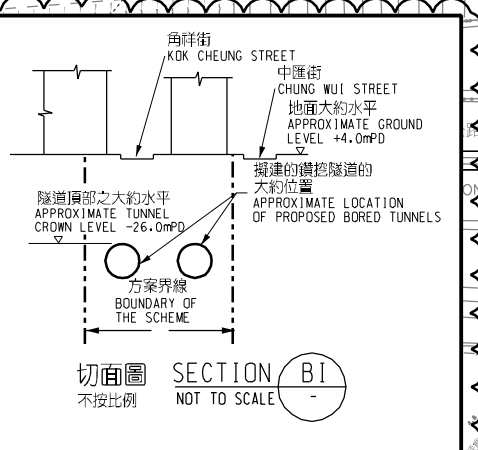 角祥街
KOK CHEUNG STREET
中匯街
CHUNG WUI STREET
地面大約水平
APPROXIMATE GROUND
LEVEL +4.0mPD
擬建的鑽挖隧道的
大約位置
APPROXIMATE LOCATION
OF PROPOSED BORED TUNNELS
隧道頂部之大約水平
APPROXIMATE TUNNEL
CROWN LEVEL -26.0mPD
方案界線
BOUNDARY OF
THE SCHEME
切面圖 SECTION B1
不按比例 NOT TO SCALE -